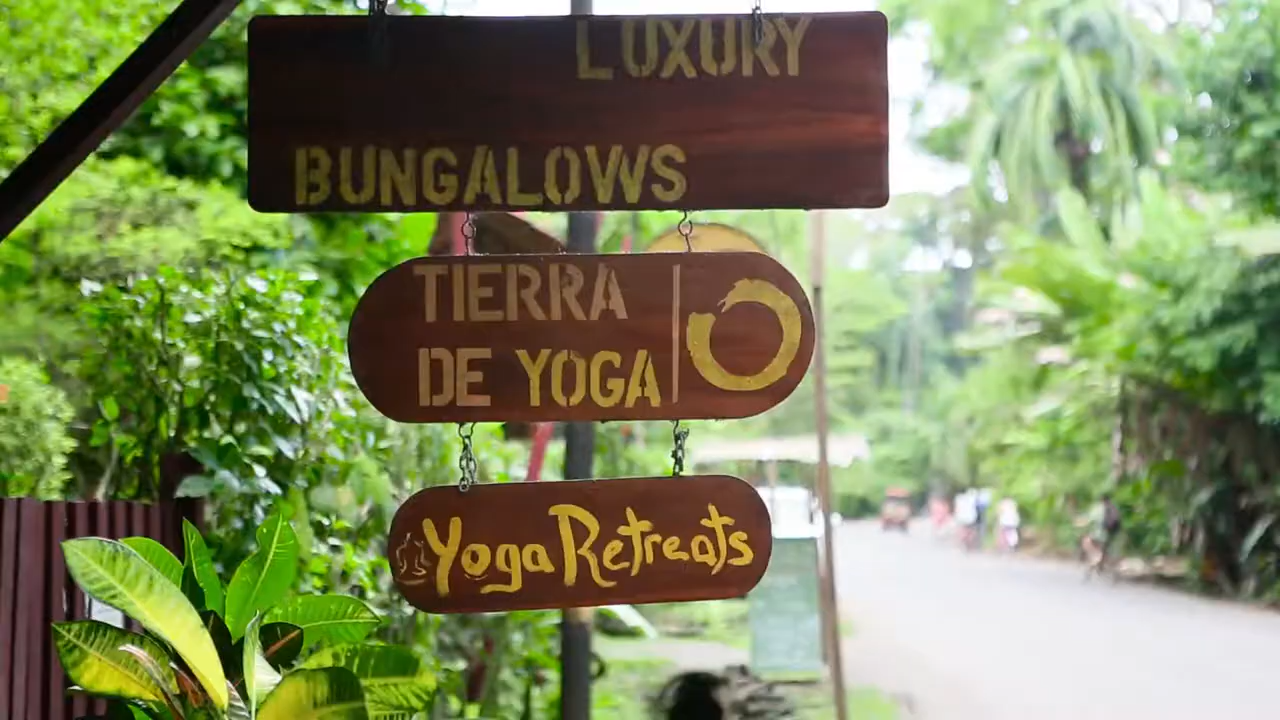 LUXURY
BUNGALOWS
TIERRA
DE YOGA
Yoga Retreats